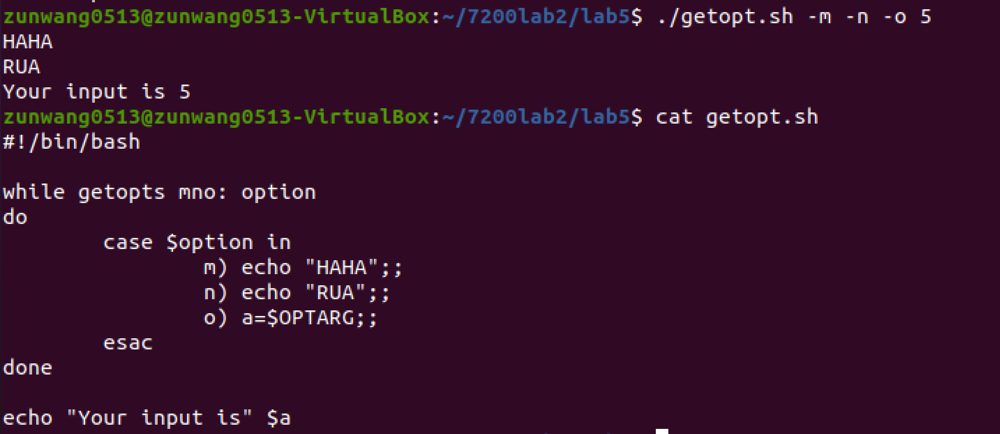 zunwang0513@zunwang0513-VirtualBox:~/7200lab2/lab5$ ./getopt.sh -m -n -o 5
HAHA
RUA
Your input is 5
zunwang0513@zunwang0513-VirtualBox:~/7200lab2/lab5$ cat getopt.sh
#!/bin/bash

while getopts mno: option
do
        case $option in
                m) echo "HAHA";;
                n) echo "RUA";;
                o) a=$OPTARG;;
        esac
done

echo "Your input is" $a